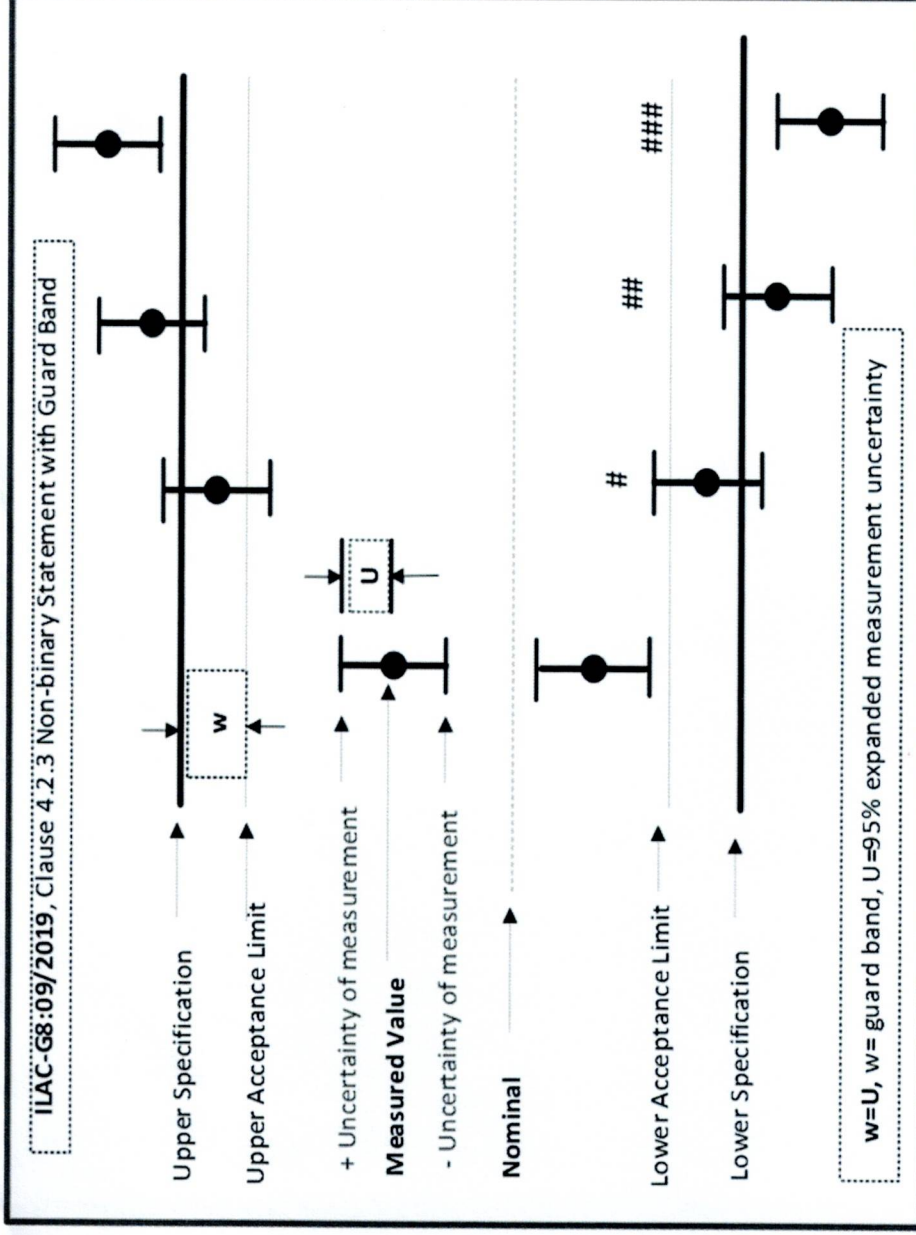 ILAC-G8:09/2019, Clause 4.2.3 Non-binary Statement with Guard Band
Upper Specification
w
Upper Acceptance Limit
+ Uncertainty of measurement
U
Measured Value
- Uncertainty of measurement
Nominal
# ## ###
Lower Acceptance Limit
Lower Specification
w=U, w= guard band, U=95% expanded measurement uncertainty